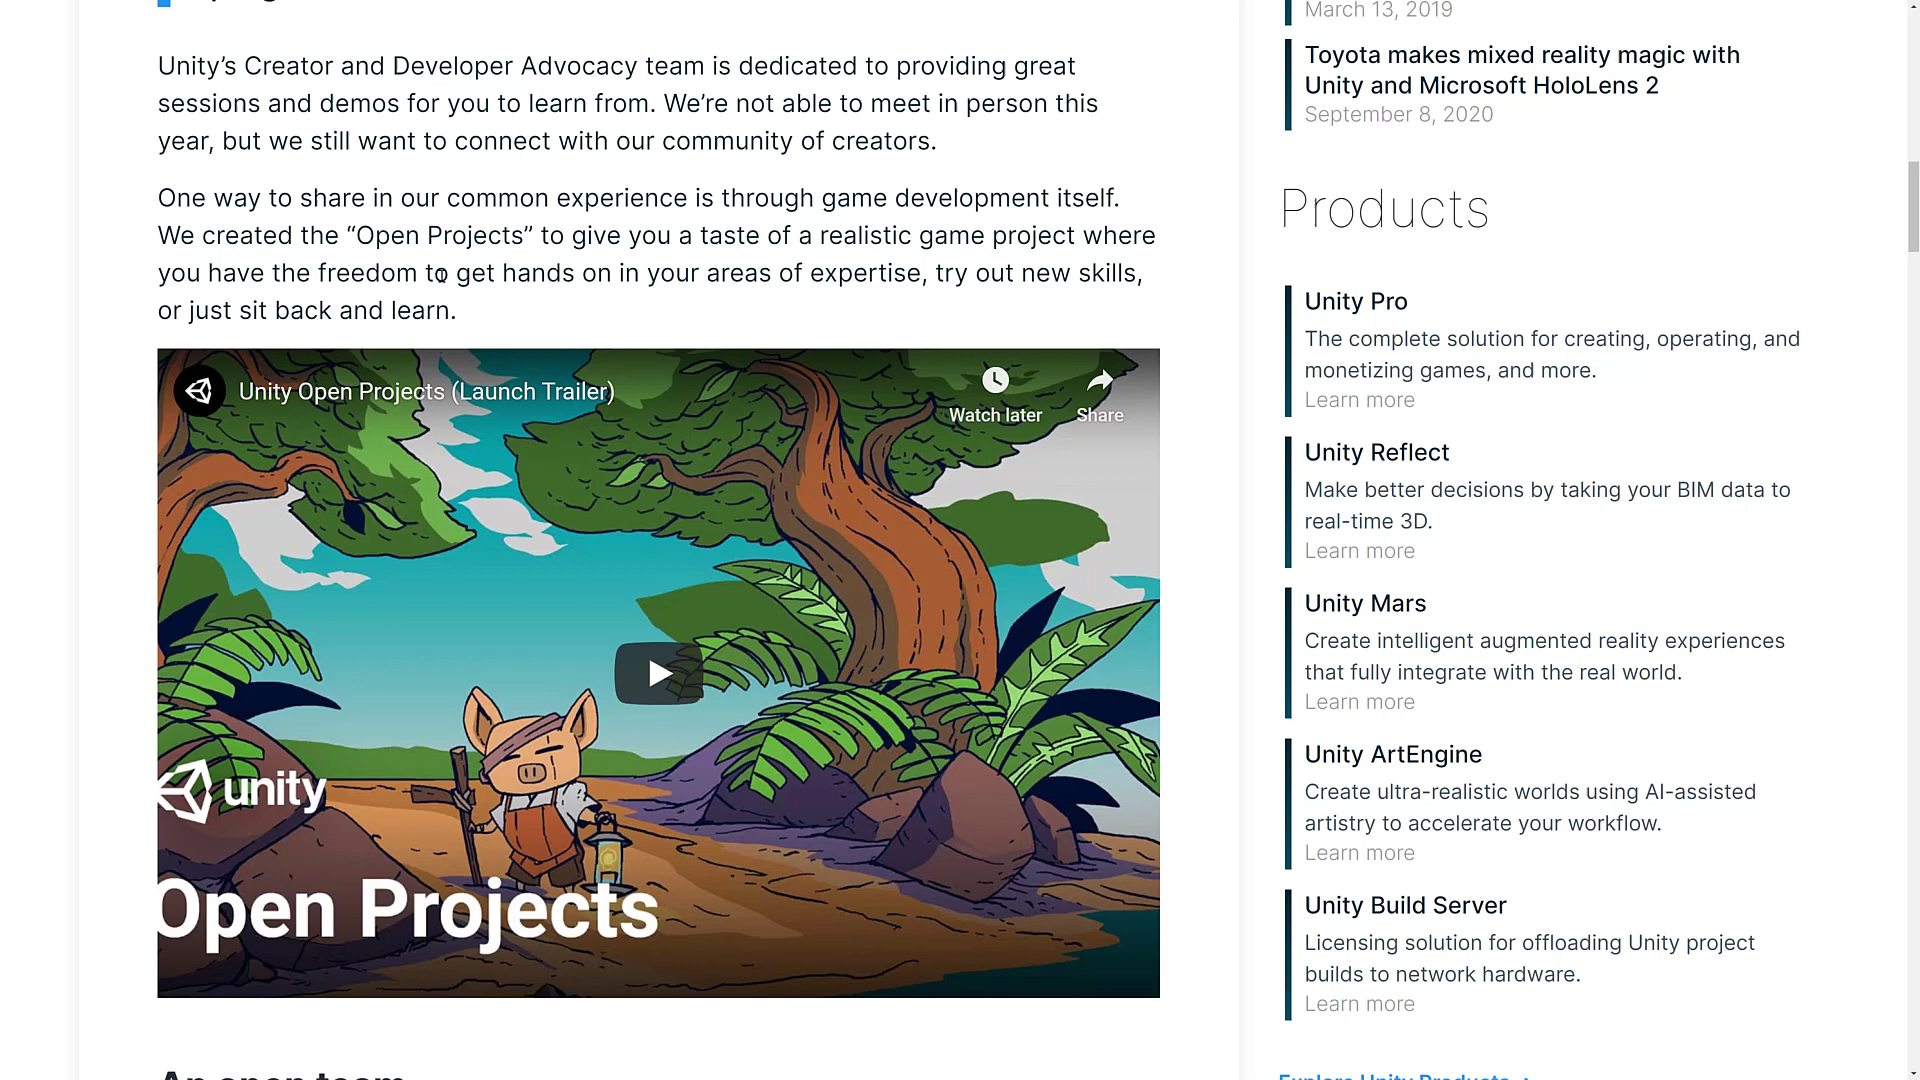 Unity’s Creator and Developer Advocacy team is dedicated to providing great
sessions and demos for you to learn from. We’re not able to meet in person this
year, but we still want to connect with our community of creators.
One way to share in our common experience is through game development itself.
We created the “Open Projects” to give you a taste of a realistic game project where
you have the freedom to get hands on in your areas of expertise, try out new skills,
or just sit back and learn.
Unity Open Projects (Launch Trailer)
Watch later
Share
unity
Open Projects
An open team
March 13, 2019
Toyota makes mixed reality magic with
Unity and Microsoft HoloLens 2
September 8, 2020
Products
Unity Pro
The complete solution for creating, operating, and
monetizing games, and more.
Learn more
Unity Reflect
Make better decisions by taking your BIM data to
real-time 3D.
Learn more
Unity Mars
Create intelligent augmented reality experiences
that fully integrate with the real world.
Learn more
Unity ArtEngine
Create ultra-realistic worlds using AI-assisted
artistry to accelerate your workflow.
Learn more
Unity Build Server
Licensing solution for offloading Unity project
builds to network hardware.
Learn more
Explore Unity Products